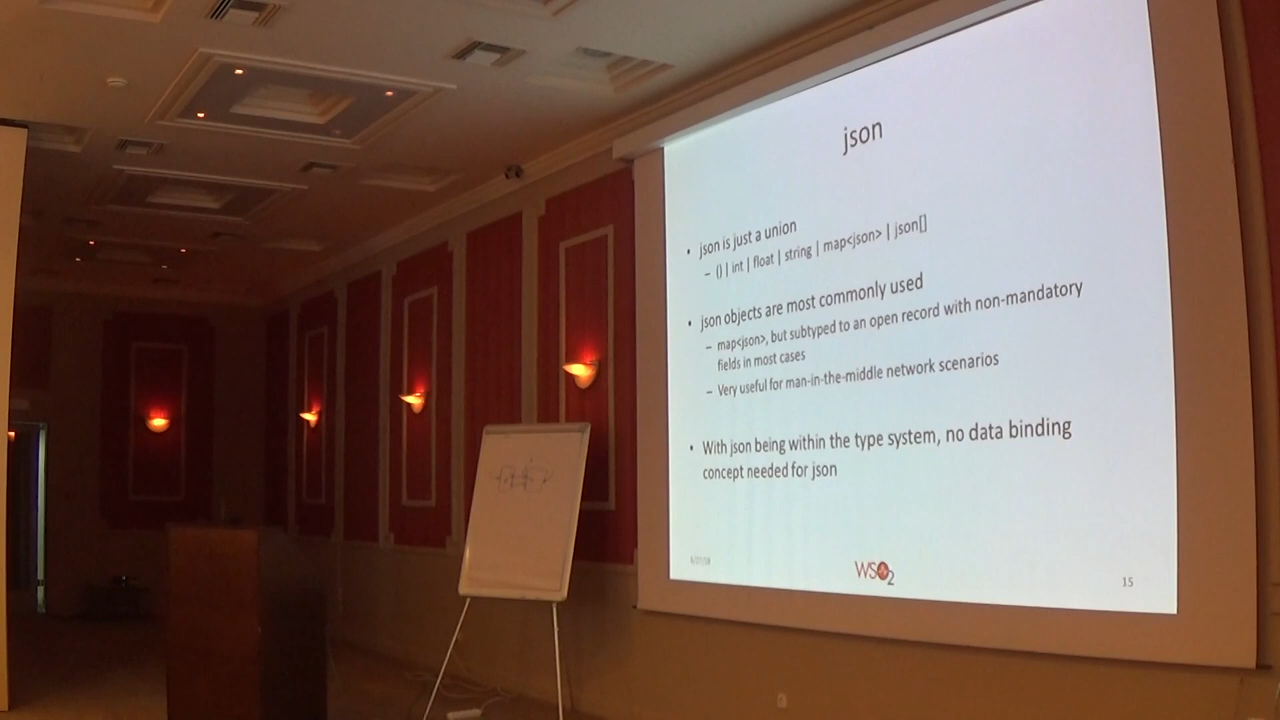 json
• json is just a union
– () | int | float | string | map<json> | json[]
• json objects are most commonly used
– map<json>, but subtyped to an open record with non-mandatory
fields in most cases
– Very useful for man-in-the-middle network scenarios
• With json being within the type system, no data binding
concept needed for json
WSO2
15